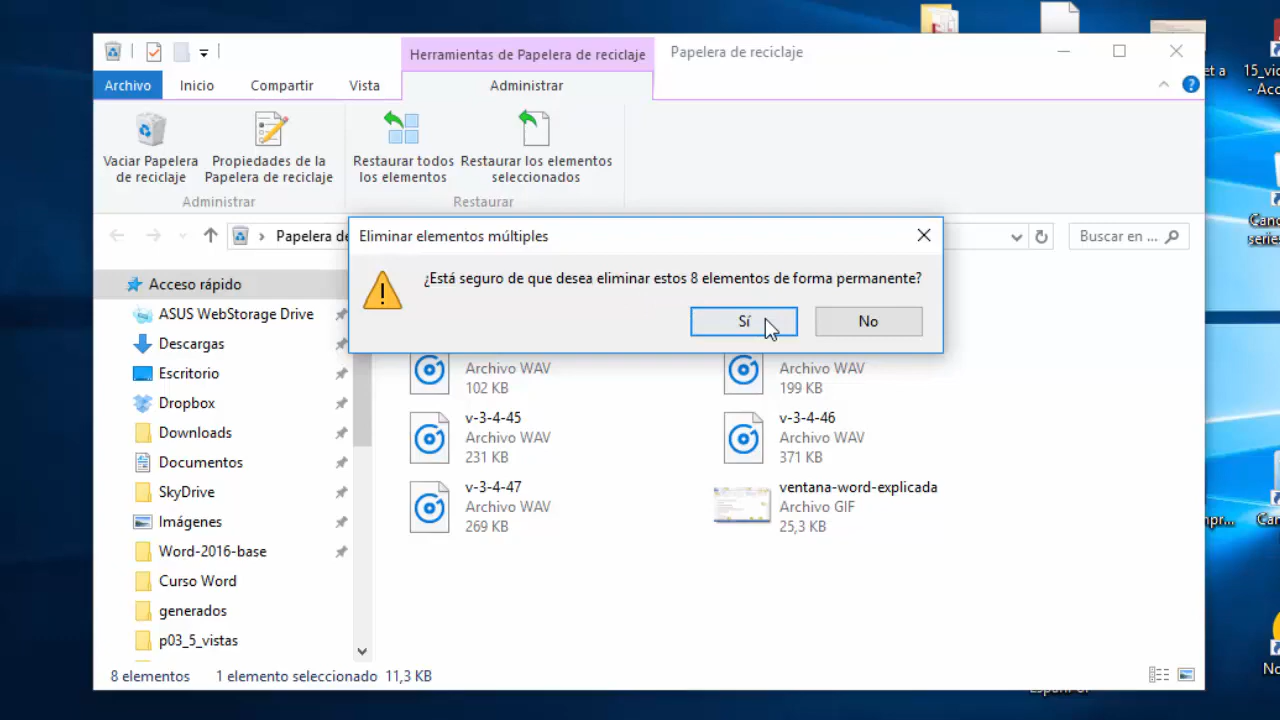 Herramientas de Papelera de reciclaje
Papelera de reciclaje
Archivo
Inicio
Compartir
Vista
Administrar
Vaciar Papelera
de reciclaje
Propiedades de la
Papelera de reciclaje
Restaurar todos
los elementos
Restaurar los elementos
seleccionados
Administrar
Restaurar
Papelera de
Buscar en ...
Eliminar elementos múltiples
¿Está seguro de que desea eliminar estos 8 elementos de forma permanente?
Sí
No
Acceso rápido
ASUS WebStorage Drive
Descargas
Escritorio
Dropbox
Downloads
Documentos
SkyDrive
Imágenes
Word-2016-base
Curso Word
generados
p03_5_vistas
Archivo WAV
102 KB
Archivo WAV
199 KB
v-3-4-45
Archivo WAV
231 KB
v-3-4-46
Archivo WAV
371 KB
v-3-4-47
Archivo WAV
269 KB
ventana-word-explicada
Archivo GIF
25,3 KB
8 elementos
1 elemento seleccionado 11,3 KB